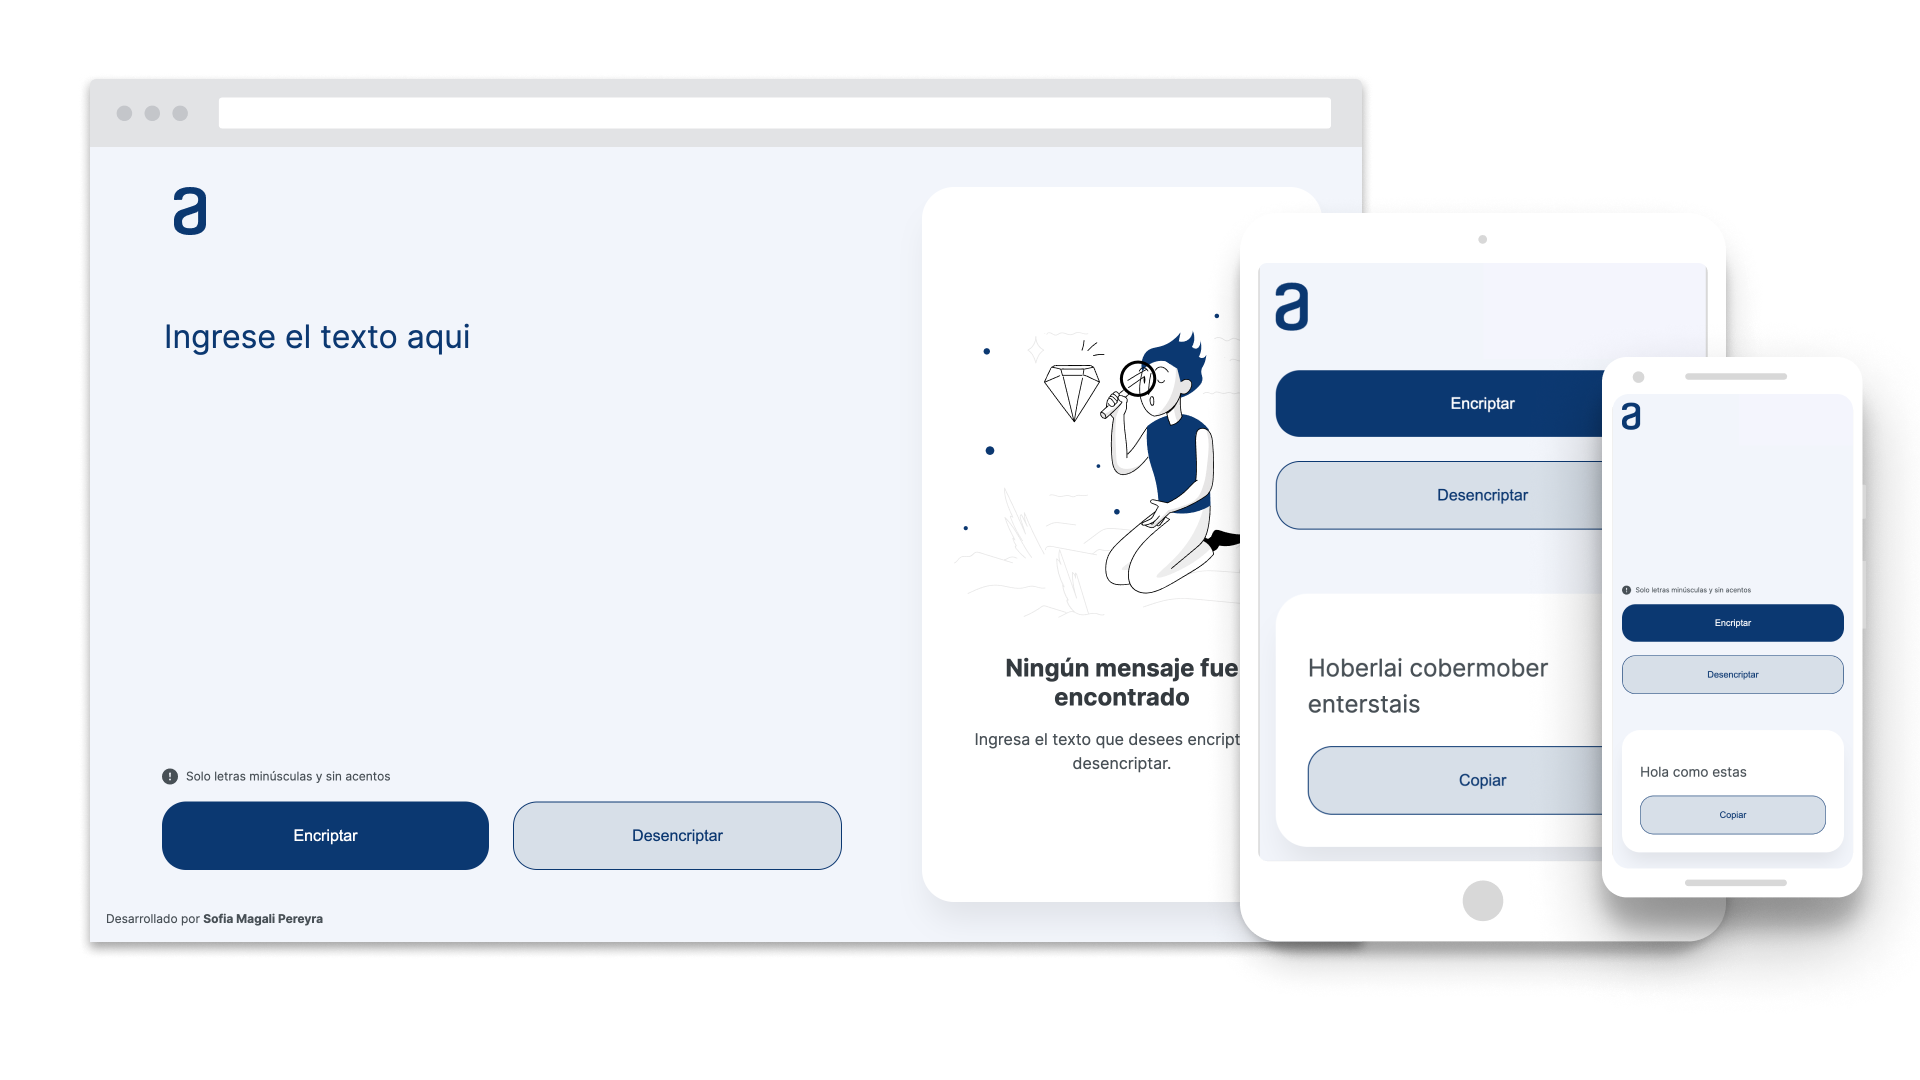 a
Ingrese el texto aqui
Solo letras minúsculas y sin acentos
Encriptar
Desencriptar
Desarrollado por Sofia Magali Pereyra
Ningún mensaje fue
encontrado
Ingresa el texto que desees encript
desencriptar.
a
Encriptar
Desencriptar
Hoberlai cobermober
enterstais
Copiar
a
Solo letras minúsculas y sin acentos
Encriptar
Desencriptar
Hola como estas
Copiar